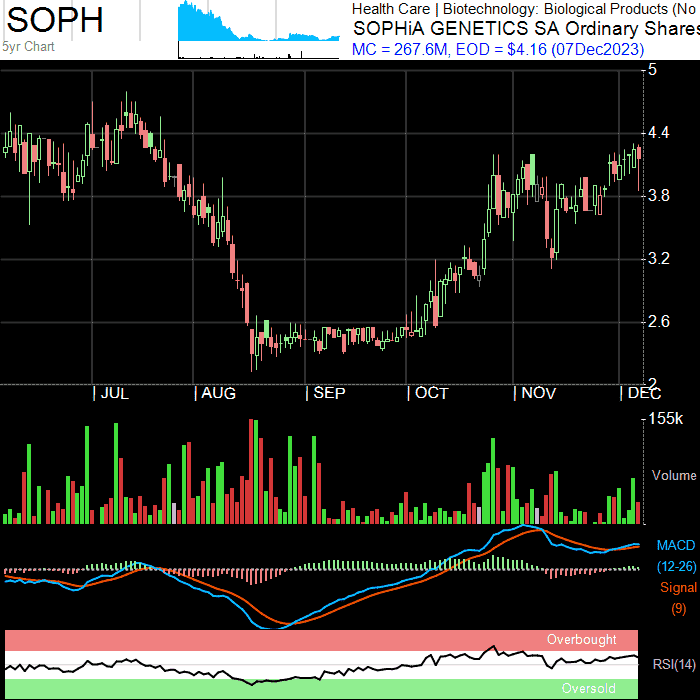 SOPH
5yr Chart
Health Care | Biotechnology: Biological Products (No
SOPHiA GENETICS SA Ordinary Shares
MC = 267.6M, EOD = $4.16 (07Dec2023)
5
4.4
3.8
3.2
2.6
2
| JUL | AUG | SEP | OCT | NOV | DEC
155k
Volume
MACD
(12-26)
Signal
(9)
Overbought
RSI(14)
Oversold